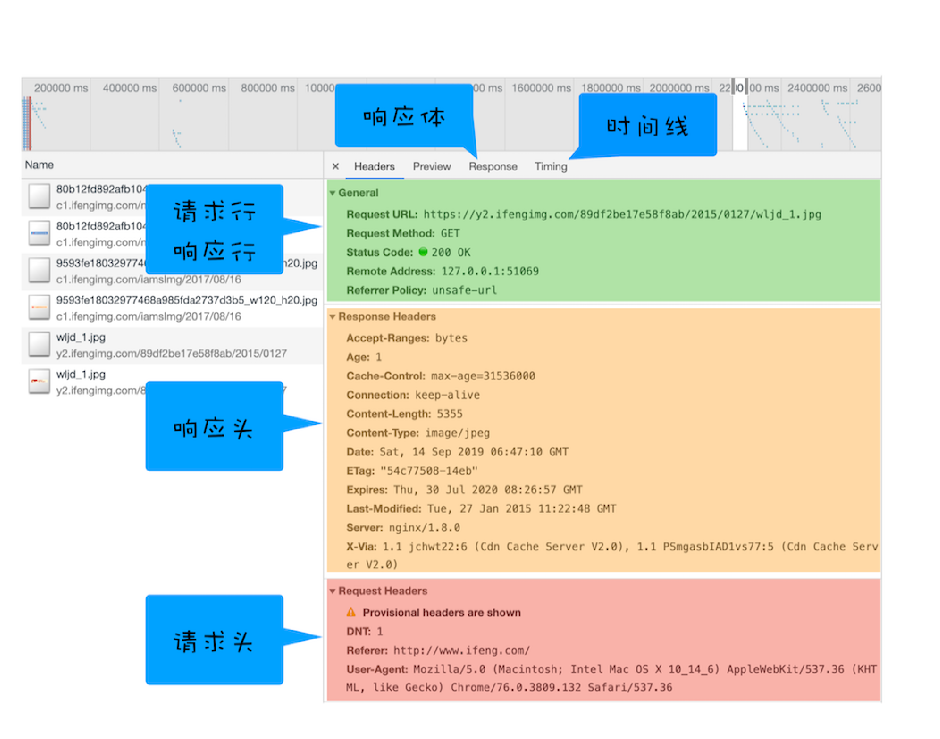 200000 ms 400000 ms 600000 ms 800000 ms 1000 00 ms 1600000 ms 1800000 ms 2000000 ms 22 00 00 ms 2400000 ms 2600
响应体
时间线
Name
× Headers Preview Response Timing
80b12fd892afb104
c1.ifengimg.com/n
80b12fd892afb104
c1.ifengimg.com/n
9593fe1803297746 h20.jpg
c1.ifengimg.com/iamsImg/2017/08/16
9593fe18032977468a985fda2737d3b5_w120_h20.jpg
c1.ifengimg.com/iamsImg/2017/08/16
wljd_1.jpg
y2.ifengimg.com/89df2be17e58f8ab/2015/0127
wljd_1.jpg
y2.ifengimg.com/8
请求行
响应行
General
Request URL: https://y2.ifengimg.com/89df2be17e58f8ab/2015/0127/wljd_1.jpg
Request Method: GET
Status Code: 200 OK
Remote Address: 127.0.0.1:51069
Referrer Policy: unsafe-url
响应头
Response Headers
Accept-Ranges: bytes
Age: 1
Cache-Control: max-age=31536000
Connection: keep-alive
Content-Length: 5355
Content-Type: image/jpeg
Date: Sat, 14 Sep 2019 06:47:10 GMT
ETag: "54c77508-14eb"
Expires: Thu, 30 Jul 2020 08:26:57 GMT
Last-Modified: Tue, 27 Jan 2015 11:22:48 GMT
Server: nginx/1.8.0
X-Via: 1.1 jchwt22:6 (Cdn Cache Server V2.0), 1.1 PSmgasbIAD1vs77:5 (Cdn Cache Serv
er V2.0)
请求头
Request Headers
Provisional headers are shown
DNT: 1
Referer: http://www.ifeng.com/
User-Agent: Mozilla/5.0 (Macintosh; Intel Mac OS X 10_14_6) AppleWebKit/537.36 (KHT
ML, like Gecko) Chrome/76.0.3809.132 Safari/537.36